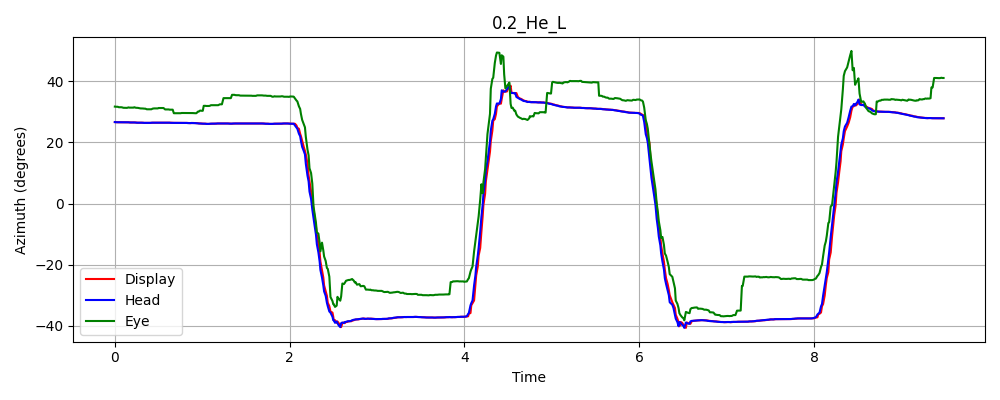 0.2_He_L
Azimuth (degrees)
40
20
0
−20
−40
Display
Head
Eye
0 2 4 6 8
Time